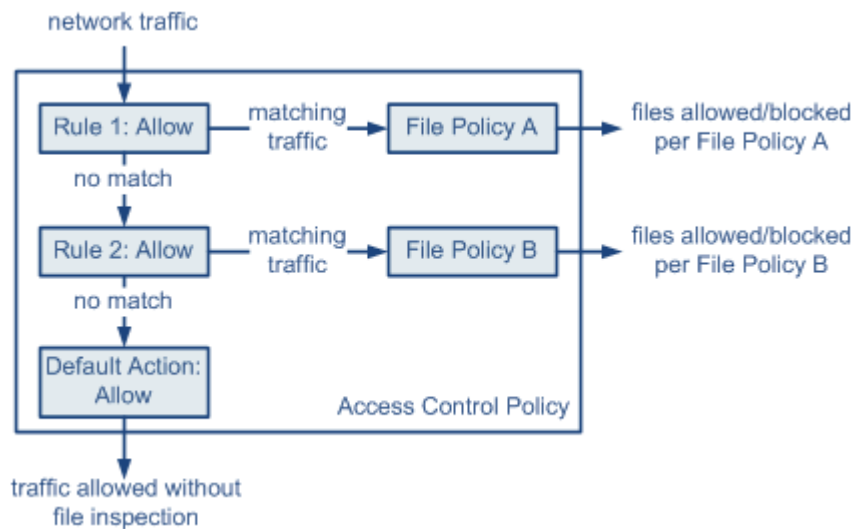 network traffic
Rule 1: Allow
matching
traffic
File Policy A
files allowed/blocked
per File Policy A
no match
Rule 2: Allow
matching
traffic
File Policy B
files allowed/blocked
per File Policy B
no match
Default Action:
Allow
Access Control Policy
traffic allowed without
file inspection